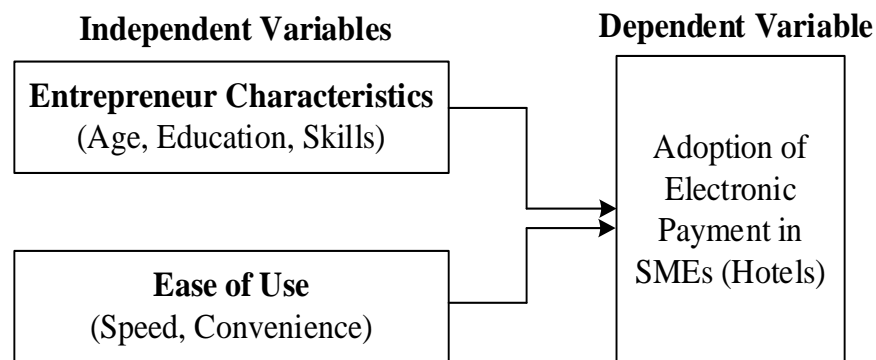 Independent Variables
Entrepreneur Characteristics
(Age, Education, Skills)
Ease of Use
(Speed, Convenience)
Dependent Variable
Adoption of
Electronic
Payment in
SMEs (Hotels)